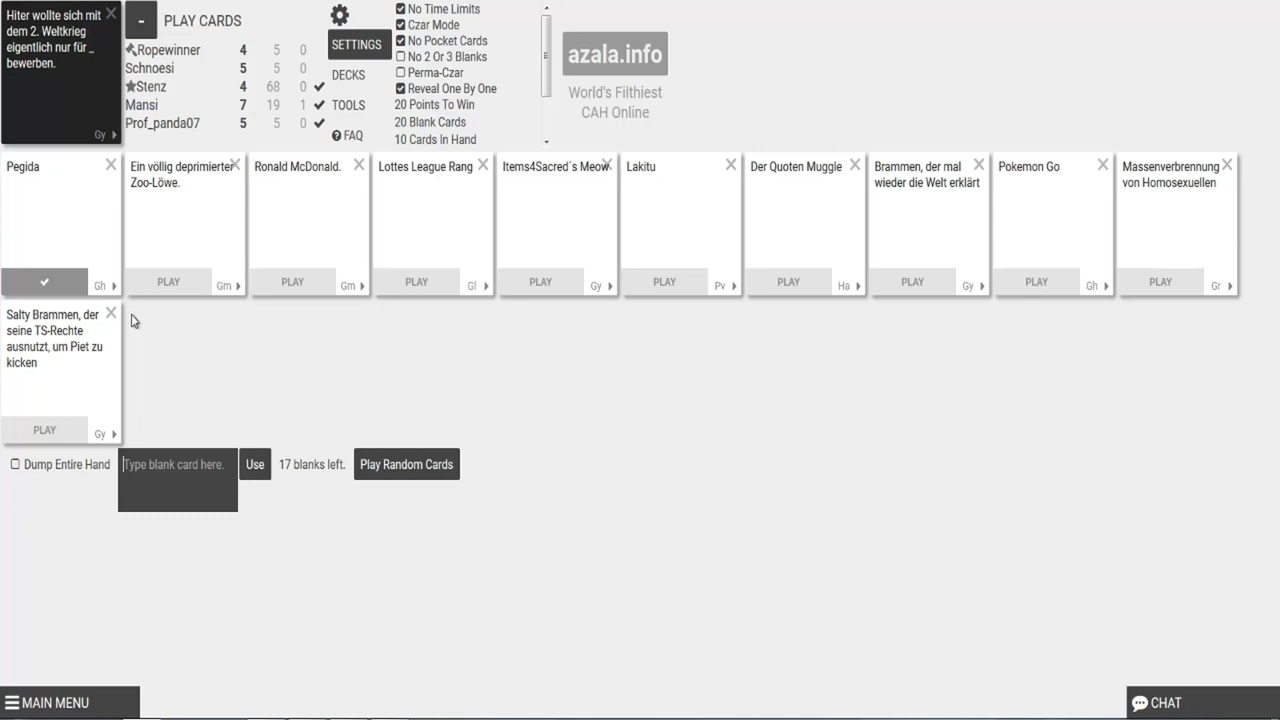 Hiter wollte sich mit
dem 2. Weltkrieg
eigentlich nur für _
bewerben.
Gy
-
PLAY CARDS
Ropewinner 4 5 0
Schnoesi 5 5 0
Stenz 4 68 0
Mansi 7 19 1
Prof_panda07 5 5 0
SETTINGS
DECKS
TOOLS
FAQ
No Time Limits
Czar Mode
No Pocket Cards
No 2 Or 3 Blanks
Perma-Czar
Reveal One By One
20 Points To Win
20 Blank Cards
10 Cards In Hand
azala.info
World's Filthiest
CAH Online
Pegida
Gh
Ein völlig deprimierter
Zoo-Löwe.
PLAY
Gm
Ronald McDonald.
PLAY
Gm
Lottes League Rang
PLAY
Gl
Items4Sacred´s Meow
PLAY
Gy
Lakitu
PLAY
Pv
Der Quoten Muggle
PLAY
Ha
Brammen, der mal
wieder die Welt erklärt
PLAY
Gy
Pokemon Go
PLAY
Gh
Massenverbrennung
von Homosexuellen
PLAY
Gr
Salty Brammen, der
seine TS-Rechte
ausnutzt, um Piet zu
kicken
PLAY
Gy
Dump Entire Hand
Type blank card here.
Use
17 blanks left.
Play Random Cards
MAIN MENU
CHAT